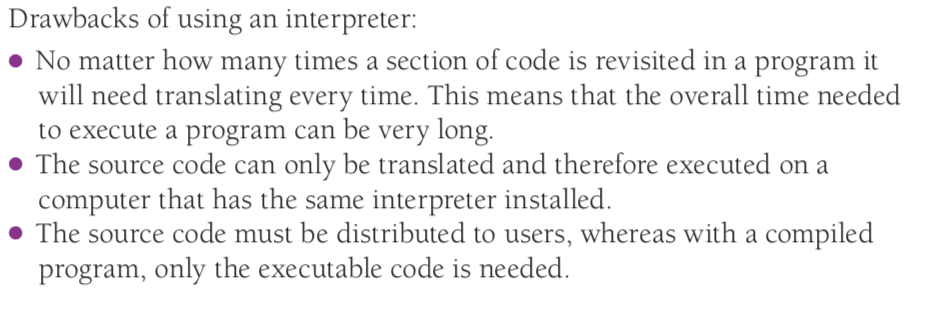 Drawbacks of using an interpreter:
● No matter how many times a section of code is revisited in a program it
will need translating every time. This means that the overall time needed
to execute a program can be very long.
● The source code can only be translated and therefore executed on a
computer that has the same interpreter installed.
● The source code must be distributed to users, whereas with a compiled
program, only the executable code is needed.